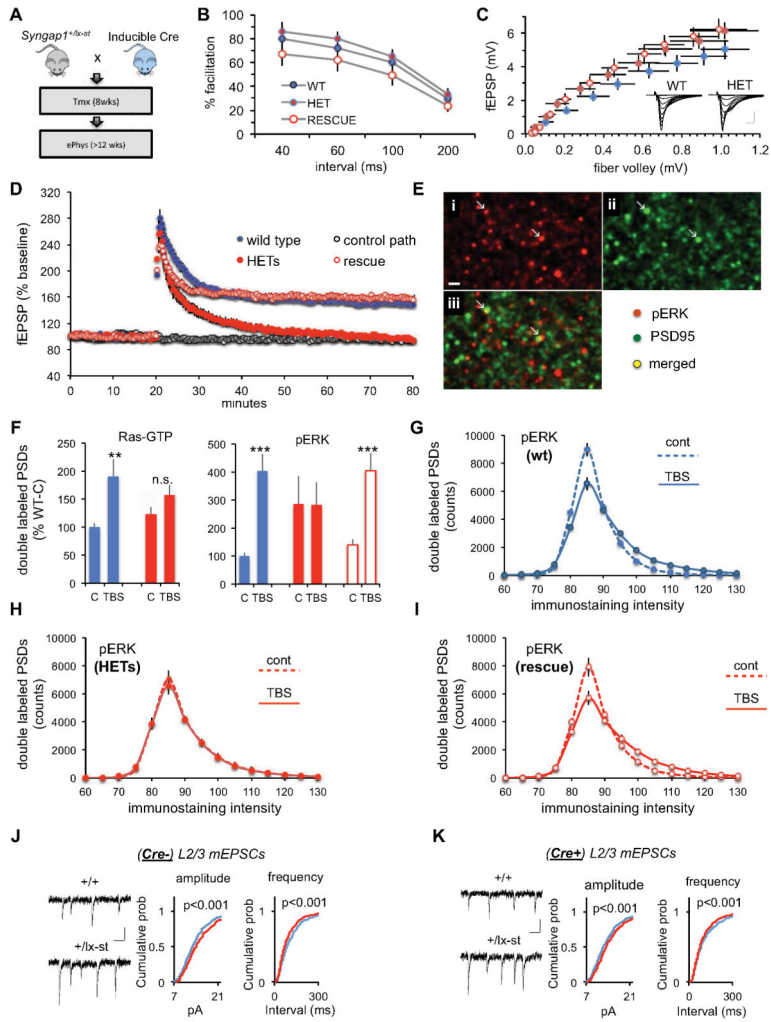 A
Syngap1+/lx-st
Inducible Cre
x
Tmx (8wks)
ePhys (>12 wks)
B
% facilitation
80
60
40
20
0
WT
HET
RESCUE
40
60
100
200
interval (ms)
C
fEPSP (mV)
6
4
2
0
WT
HET
0.0
0.2
0.4
0.6
0.8
1.0
1.2
fiber volley (mV)
D
fEPSP (% baseline)
320
280
240
200
160
120
80
wild type
control path
HETs
rescue
0
10
20
30
40
50
60
70
80
minutes
E
i
ii
iii
pERK
PSD95
merged
F
double labeled PSDs
(% WT-C)
Ras-GTP
250
200
150
100
50
0
**
n.s.
C TBS
C TBS
pERK
500
400
300
200
100
0
***
***
C TBS
C TBS
C TBS
G
double labeled PSDs
(counts)
pERK
(wt)
cont
TBS
10000
8000
6000
4000
2000
0
60 70 80 90 100 110 120 130
immunostaining intensity
H
double labeled PSDs
(counts)
pERK
(HETs)
cont
TBS
10000
8000
6000
4000
2000
0
60 70 80 90 100 110 120 130
immunostaining intensity
I
double labeled PSDs
(counts)
pERK
(rescue)
cont
TBS
10000
8000
6000
4000
2000
0
60 70 80 90 100 110 120 130
immunostaining intensity
J
(Cre-) L2/3 mEPSCs
+/+
+/lx-st
amplitude
p<0.001
Cumulative prob
1
0.5
0
7
21
pA
frequency
p<0.001
Cumulative prob
1
0
0
300
Interval (ms)
K
(Cre+) L2/3 mEPSCs
+/+
+/lx-st
amplitude
p<0.001
Cumulative prob
1
0.5
0
7
21
pA
frequency
p<0.001
Cumulative prob
1
0
0
300
Interval (ms)